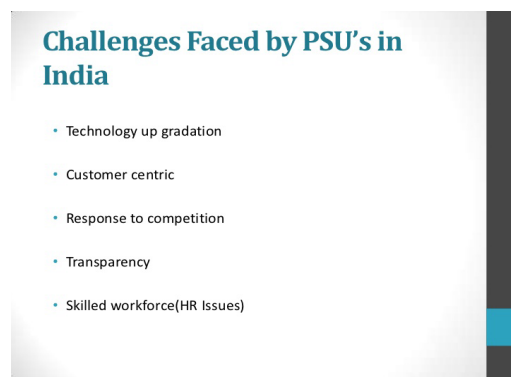 Challenges Faced by PSU’s in
India
• Technology up gradation
• Customer centric
• Response to competition
• Transparency
• Skilled workforce(HR Issues)